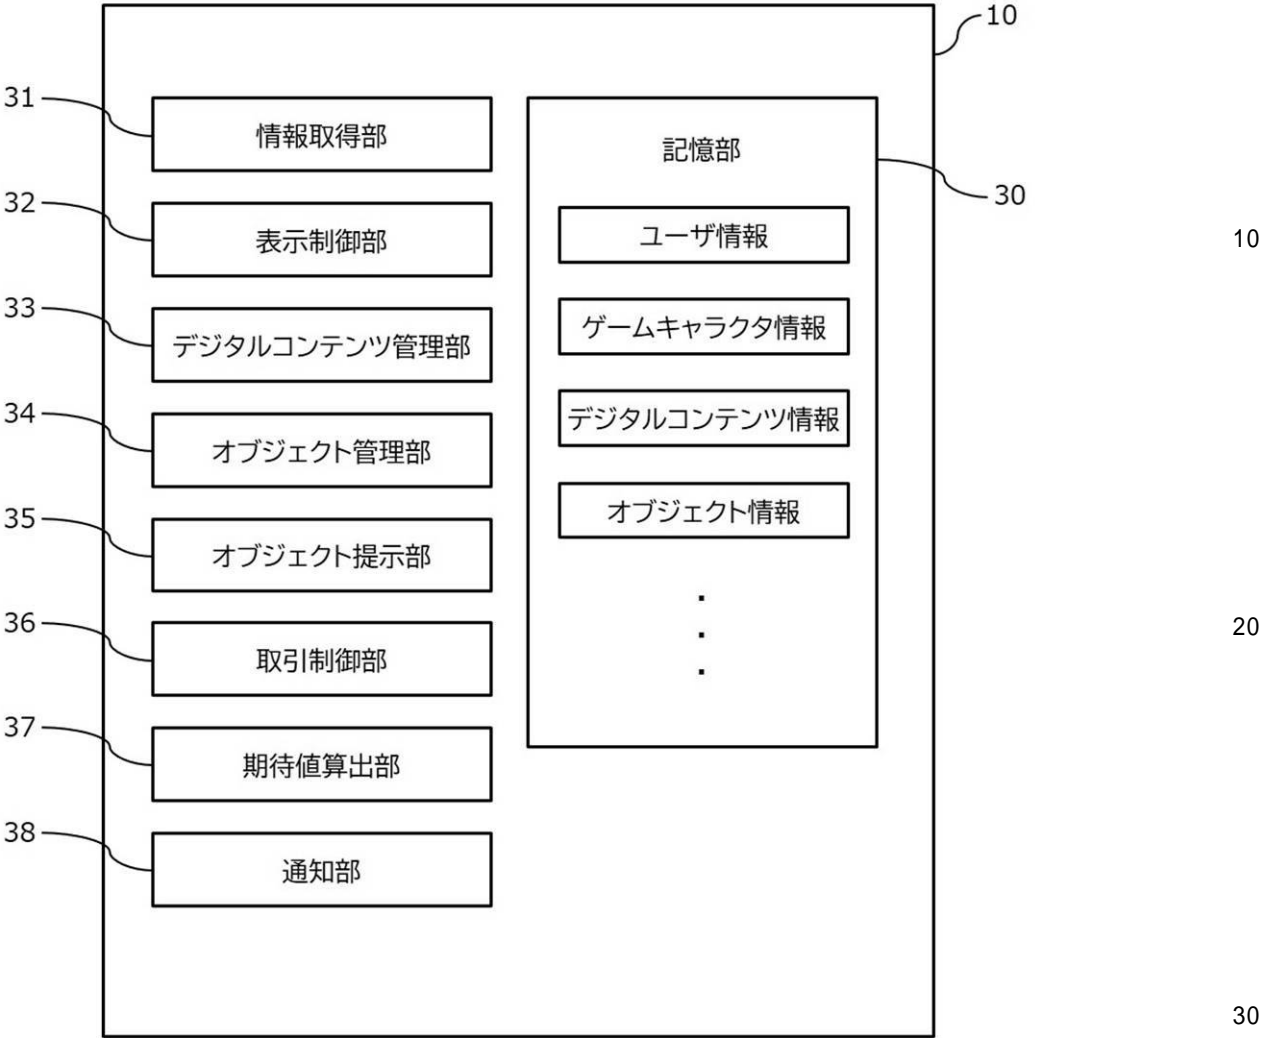 10
31
情報取得部
32
表示制御部
33
デジタルコンテンツ管理部
34
オブジェクト管理部
35
オブジェクト提示部
36
取引制御部
37
期待値算出部
38
通知部
記憶部
30
ユーザ情報
ゲームキャラクタ情報
デジタルコンテンツ情報
オブジェクト情報
・
・
・
10
20
30